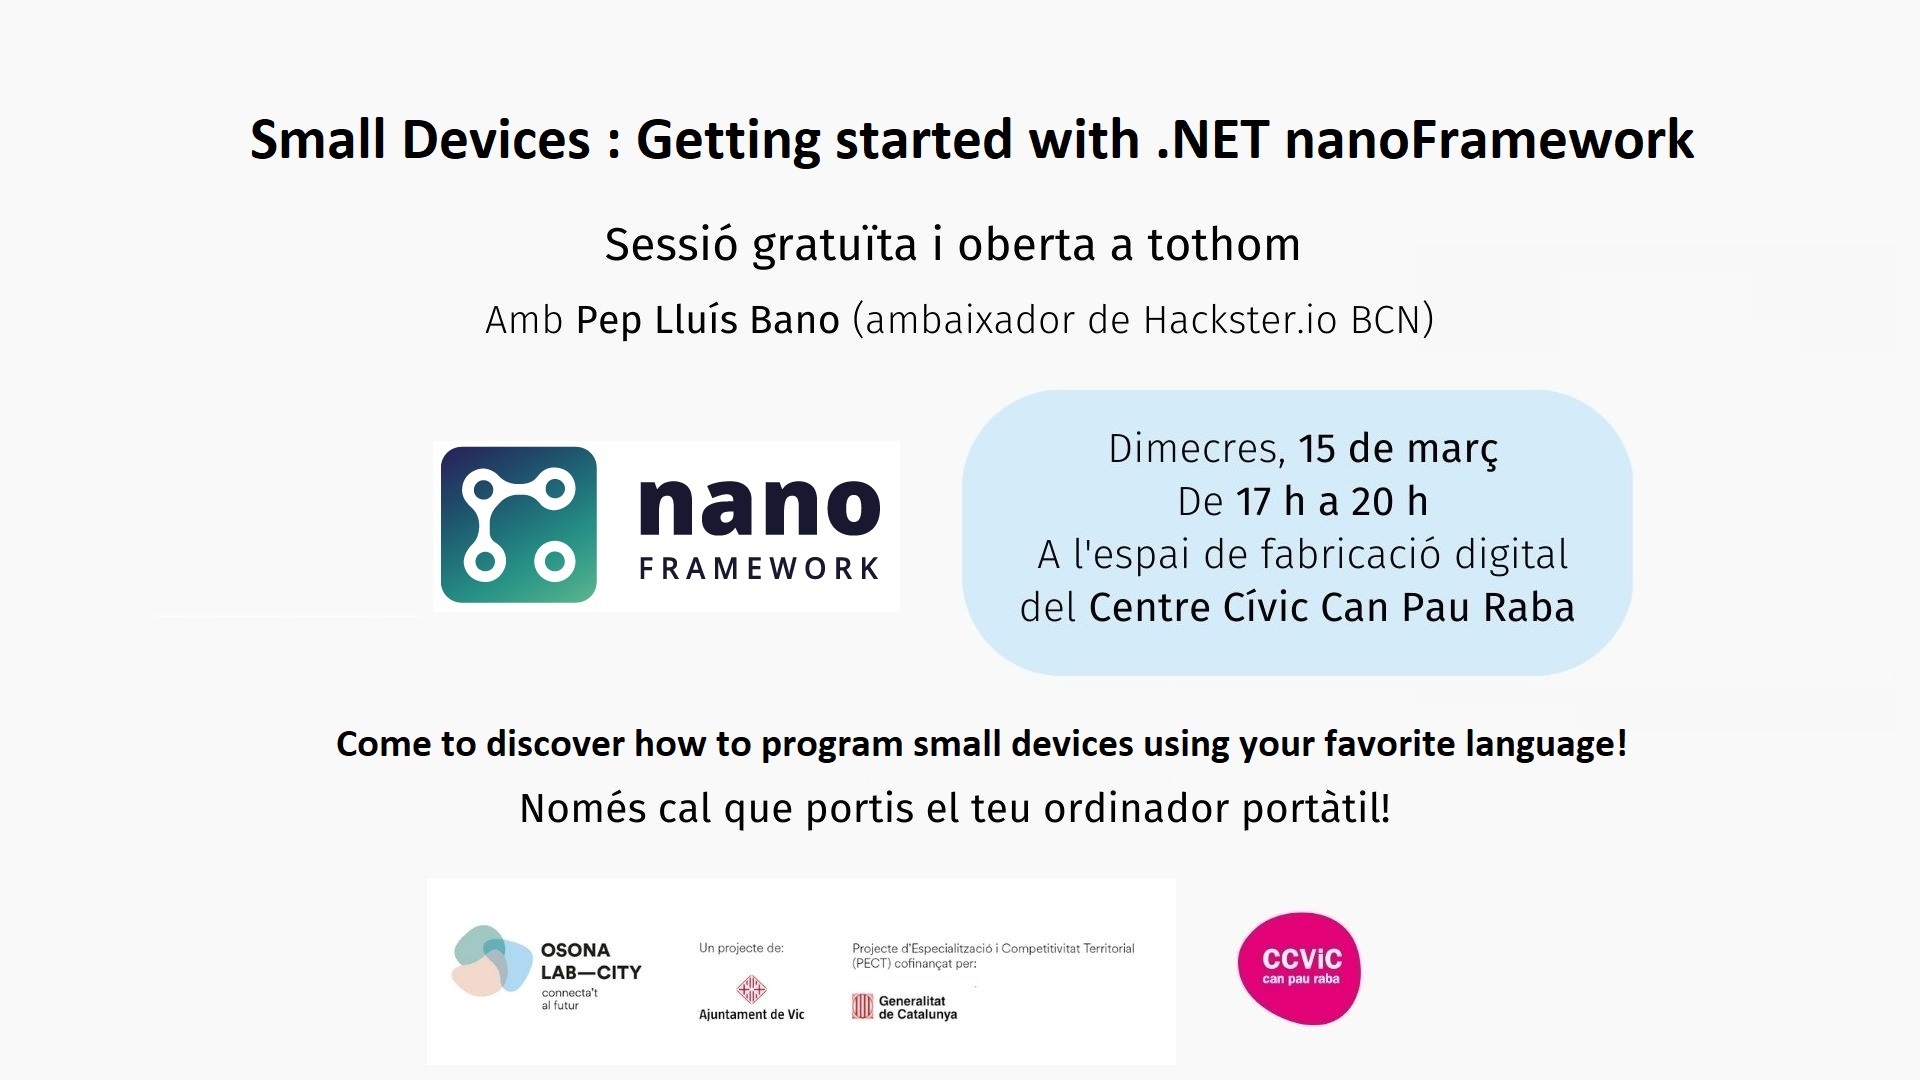 Small Devices : Getting started with .NET nanoFramework
Sessió gratuïta i oberta a tothom
Amb Pep Lluís Bano (ambaixador de Hackster.io BCN)
nano
FRAMEWORK
Dimecres, 15 de març
De 17 h a 20 h
A l'espai de fabricació digital
del Centre Cívic Can Pau Raba
Come to discover how to program small devices using your favorite language!
Només cal que portis el teu ordinador portàtil!
OSONA
LAB—CITY
connecta't
al futur
Un projecte de:
Ajuntament de Vic
Projecte d'Especialització i Competitivitat Territorial
(PECT) cofinançat per:
Generalitat
de Catalunya
CCViC
can pau raba